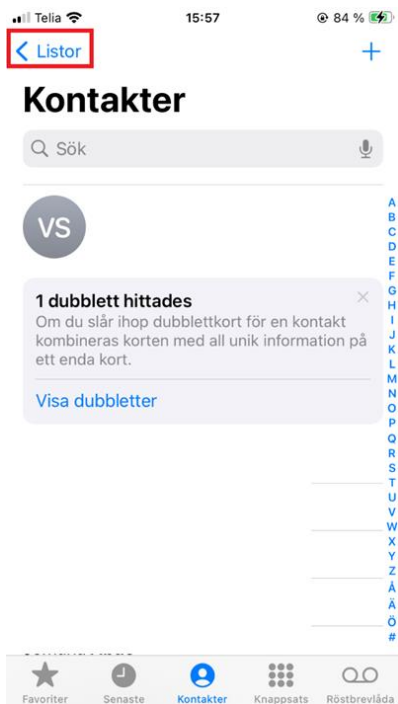 Telia 15:57 84 %
Listor
Kontakter
Sök
VS
1 dubblett hittades
Om du slår ihop dubblettkort för en kontakt
kombineras korten med all unik information på
ett enda kort.
Visa dubbletter
A
B
C
D
E
F
G
H
I
J
K
L
M
N
O
P
Q
R
S
T
U
V
W
X
Y
Z
Å
Ä
Ö
#
Favoriter Senaste Kontakter Knappsats Röstbrevlåda